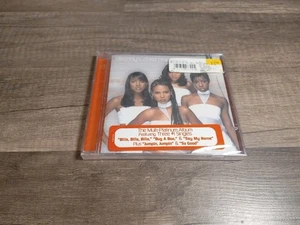 The Multi-Platinum Album
Featuring Three #1 Singles
"Bills, Bills, Bills," "Bug A Boo," & "Say My Name"
Plus "Jumpin, Jumpin" & "So Good"